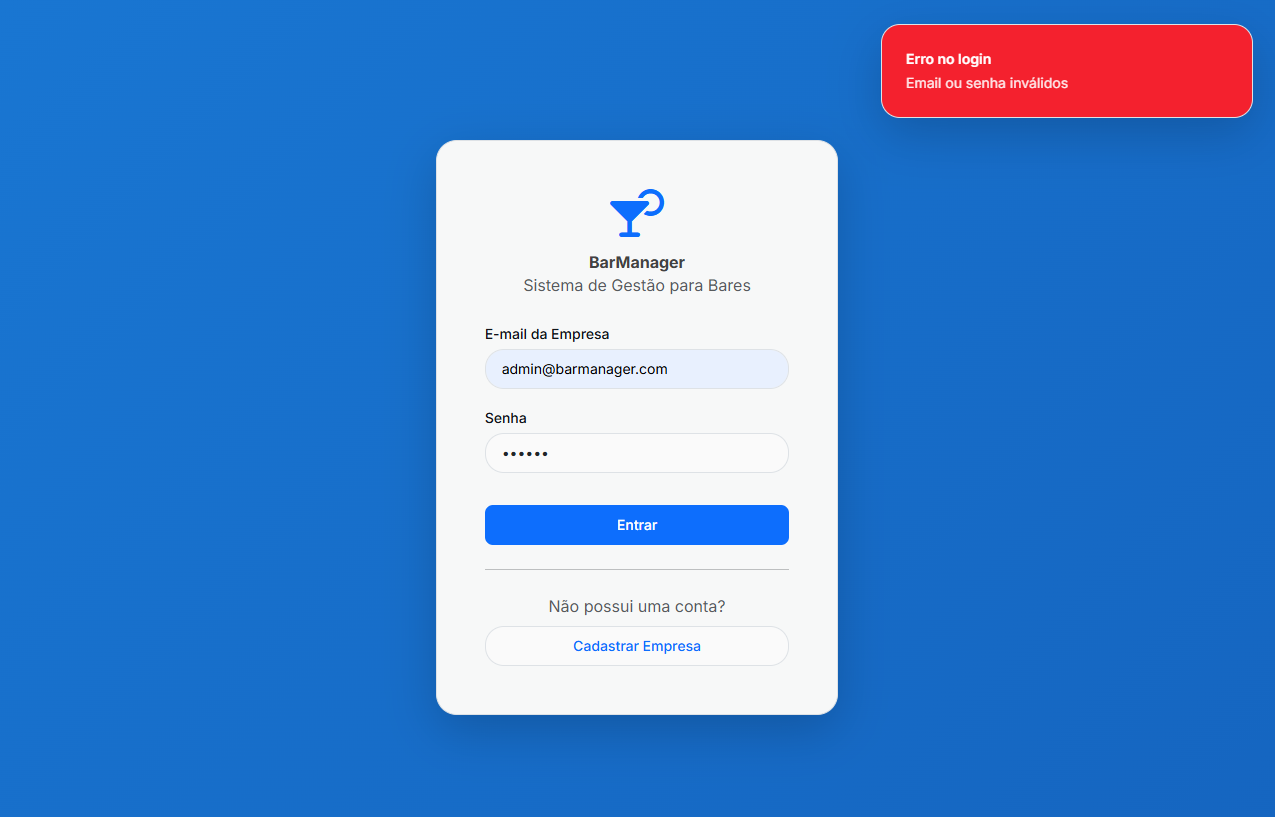 Erro no login
Email ou senha inválidos
BarManager
Sistema de Gestão para Bares
E-mail da Empresa
admin@barmanager.com
Senha
••••••
Entrar
Não possui uma conta?
Cadastrar Empresa